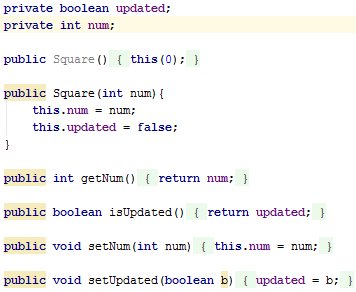 private boolean updated;
private int num;
public Square() { this(0); }
public Square(int num){
this.num = num;
this.updated = false;
}
public int getNum() { return num; }
public boolean isUpdated() { return updated; }
public void setNum(int num) { this.num = num; }
public void setUpdated(boolean b) { updated = b; }